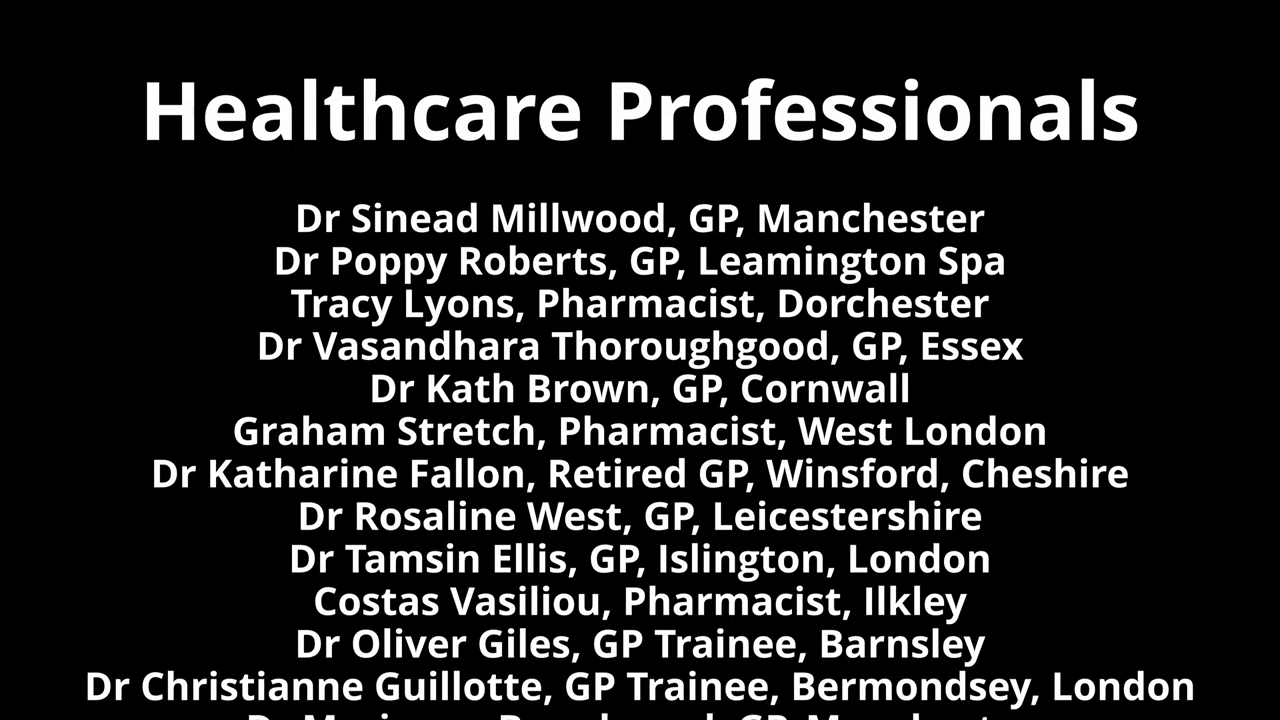 Healthcare Professionals
Dr Sinead Millwood, GP, Manchester
Dr Poppy Roberts, GP, Leamington Spa
Tracy Lyons, Pharmacist, Dorchester
Dr Vasandhara Thoroughgood, GP, Essex
Dr Kath Brown, GP, Cornwall
Graham Stretch, Pharmacist, West London
Dr Katharine Fallon, Retired GP, Winsford, Cheshire
Dr Rosaline West, GP, Leicestershire
Dr Tamsin Ellis, GP, Islington, London
Costas Vasiliou, Pharmacist, Ilkley
Dr Oliver Giles, GP Trainee, Barnsley
Dr Christianne Guillotte, GP Trainee, Bermondsey, London